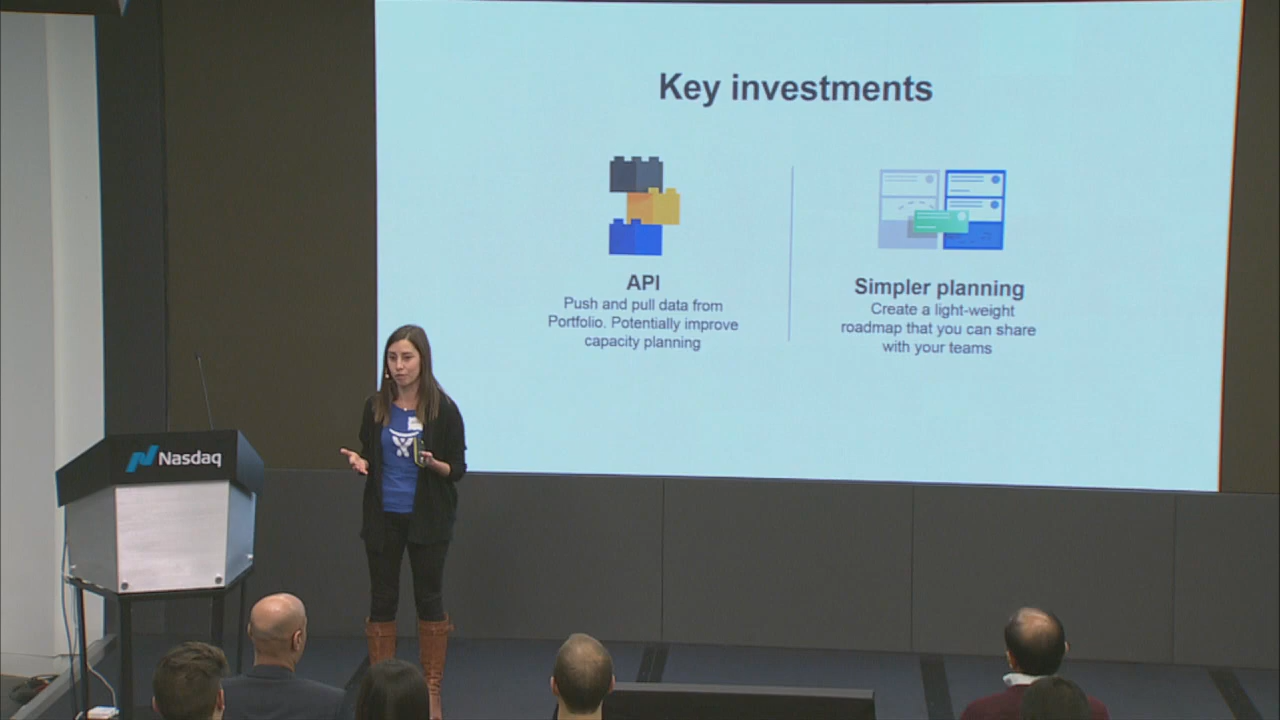 Key investments
API
Push and pull data from
Portfolio. Potentially improve
capacity planning
Simpler planning
Create a light-weight
roadmap that you can share
with your teams
Nasdaq